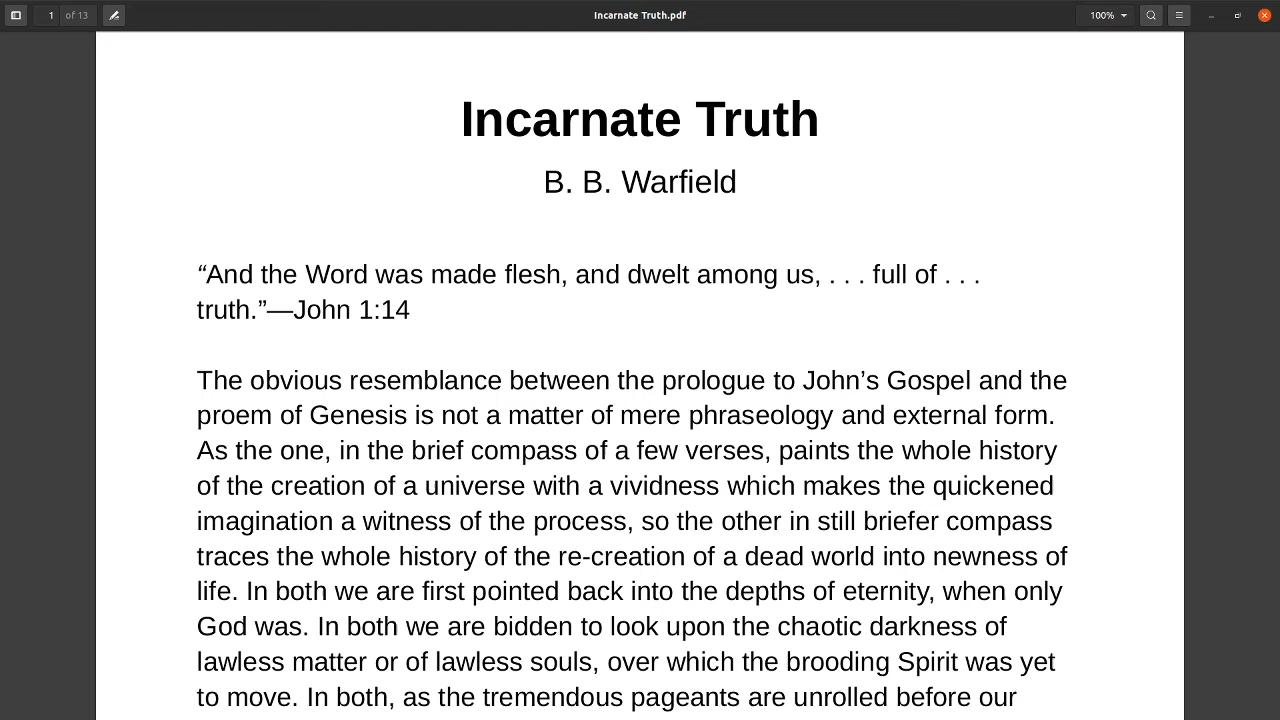 1 of 13
Incarnate Truth.pdf
100%
Incarnate Truth
B. B. Warfield
“And the Word was made flesh, and dwelt among us, . . . full of . . .
truth.”—John 1:14
The obvious resemblance between the prologue to John’s Gospel and the
proem of Genesis is not a matter of mere phraseology and external form.
As the one, in the brief compass of a few verses, paints the whole history
of the creation of a universe with a vividness which makes the quickened
imagination a witness of the process, so the other in still briefer compass
traces the whole history of the re-creation of a dead world into newness of
life. In both we are first pointed back into the depths of eternity, when only
God was. In both we are bidden to look upon the chaotic darkness of
lawless matter or of lawless souls, over which the brooding Spirit was yet
to move. In both, as the tremendous pageants are unrolled before our